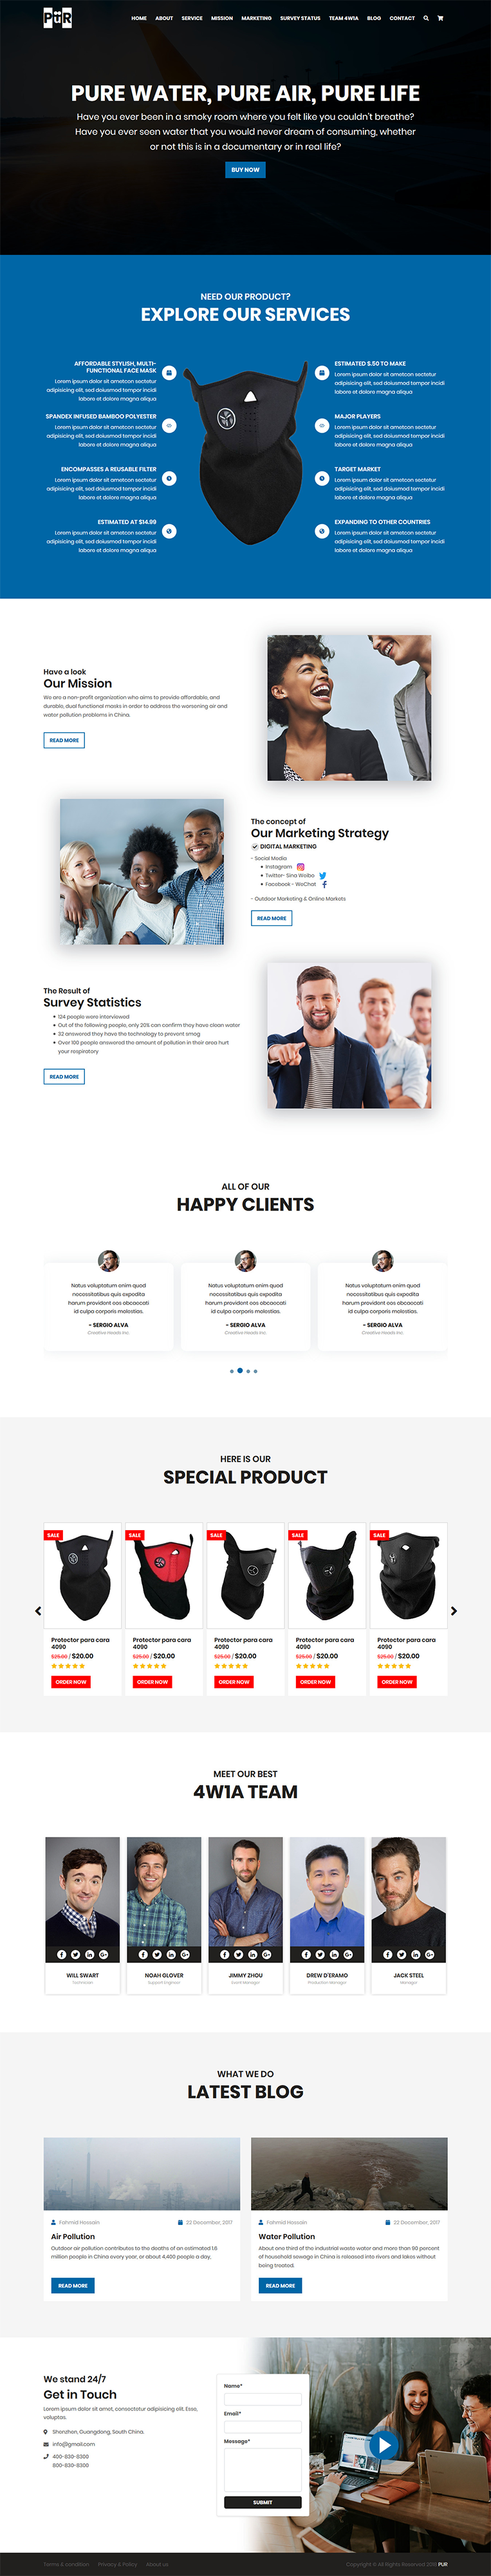 PUR
HOME ABOUT SERVICE MISSION MARKETING SURVEY STATUS TEAM 4W1A BLOG CONTACT
PURE WATER, PURE AIR, PURE LIFE
Have you ever been in a smoky room where you felt like you couldn't breathe?
Have you ever seen water that you would never dream of consuming, whether
or not this is in a documentary or in real life?
BUY NOW
NEED OUR PRODUCT?
EXPLORE OUR SERVICES
AFFORDABLE STYLISH, MULTI-
FUNCTIONAL FACE MASK
Lorem ipsum dolor sit ametcon sectetur
adipisicing elit, sed doiusmod tempor incidi
labore et dolore magna aliqua
SPANDEX INFUSED BAMBOO POLYESTER
Lorem ipsum dolor sit ametcon sectetur
adipisicing elit, sed doiusmod tempor incidi
labore et dolore magna aliqua
ENCOMPASSES A REUSABLE FILTER
Lorem ipsum dolor sit ametcon sectetur
adipisicing elit, sed doiusmod tempor incidi
labore et dolore magna aliqua
ESTIMATED AT $14.99
Lorem ipsum dolor sit ametcon sectetur
adipisicing elit, sed doiusmod tempor incidi
labore et dolore magna aliqua
ESTIMATED $.50 TO MAKE
Lorem ipsum dolor sit ametcon sectetur
adipisicing elit, sed doiusmod tempor incidi
labore et dolore magna aliqua
MAJOR PLAYERS
Lorem ipsum dolor sit ametcon sectetur
adipisicing elit, sed doiusmod tempor incidi
labore et dolore magna aliqua
TARGET MARKET
Lorem ipsum dolor sit ametcon sectetur
adipisicing elit, sed doiusmod tempor incidi
labore et dolore magna aliqua
EXPANDING TO OTHER COUNTRIES
Lorem ipsum dolor sit ametcon sectetur
adipisicing elit, sed doiusmod tempor incidi
labore et dolore magna aliqua
Have a look
Our Mission
We are a non-profit organization who aims to provide affordable, and
durable, dual functional masks in order to address the worsening air and
water pollution problems in China.
READ MORE
The concept of
Our Marketing Strategy
DIGITAL MARKETING
- Social Media
Instagram
Twitter- Sina Weibo
Facebook - WeChat
- Outdoor Marketing & Online Markets
READ MORE
The Result of
Survey Statistics
124 people were interviewed
Out of the following people, only 20% can confirm they have clean water
32 answered they have the technology to prevent smog
Over 100 people answered the amount of pollution in their area hurt
your respiratory
READ MORE
ALL OF OUR
HAPPY CLIENTS
Natus voluptatum enim quod
necessitatibus quis expedita
harum provident eos obcaecati
id culpa corporis molestias.
- SERGIO ALVA
Creative Heads Inc.
Natus voluptatum enim quod
necessitatibus quis expedita
harum provident eos obcaecati
id culpa corporis molestias.
- SERGIO ALVA
Creative Heads Inc.
Natus voluptatum enim quod
necessitatibus quis expedita
harum provident eos obcaecati
id culpa corporis molestias.
- SERGIO ALVA
Creative Heads Inc.
HERE IS OUR
SPECIAL PRODUCT
SALE SALE SALE SALE SALE
Protector para cara
4090
$25.00 / $20.00
ORDER NOW
Protector para cara
4090
$25.00 / $20.00
ORDER NOW
Protector para cara
4090
$25.00 / $20.00
ORDER NOW
Protector para cara
4090
$25.00 / $20.00
ORDER NOW
Protector para cara
4090
$25.00 / $20.00
ORDER NOW
MEET OUR BEST
4W1A TEAM
WILL SWART
Technician
NOAH GLOVER
Support Engineer
JIMMY ZHOU
Event Manager
DREW D'ERAMO
Production Manager
JACK STEEL
Manager
WHAT WE DO
LATEST BLOG
Fahmid Hossain 22 December, 2017
Air Pollution
Outdoor air pollution contributes to the deaths of an estimated 1.6
million people in China every year, or about 4,400 people a day.
READ MORE
Fahmid Hossain 22 December, 2017
Water Pollution
About one third of the industrial waste water and more than 90 percent
of household sewage in China is released into rivers and lakes without
being treated.
READ MORE
We stand 24/7
Get in Touch
Lorem ipsum dolor sit amet, consectetur adipisicing elit. Esse,
voluptas.
Shenzhen, Guangdong, South China.
info@gmail.com
400-830-8300
800-830-8300
Name*
Email*
Message*
SUBMIT
Terms & condition Privacy & Policy About us
Copyright © All Rights Reserved 2019 PUR